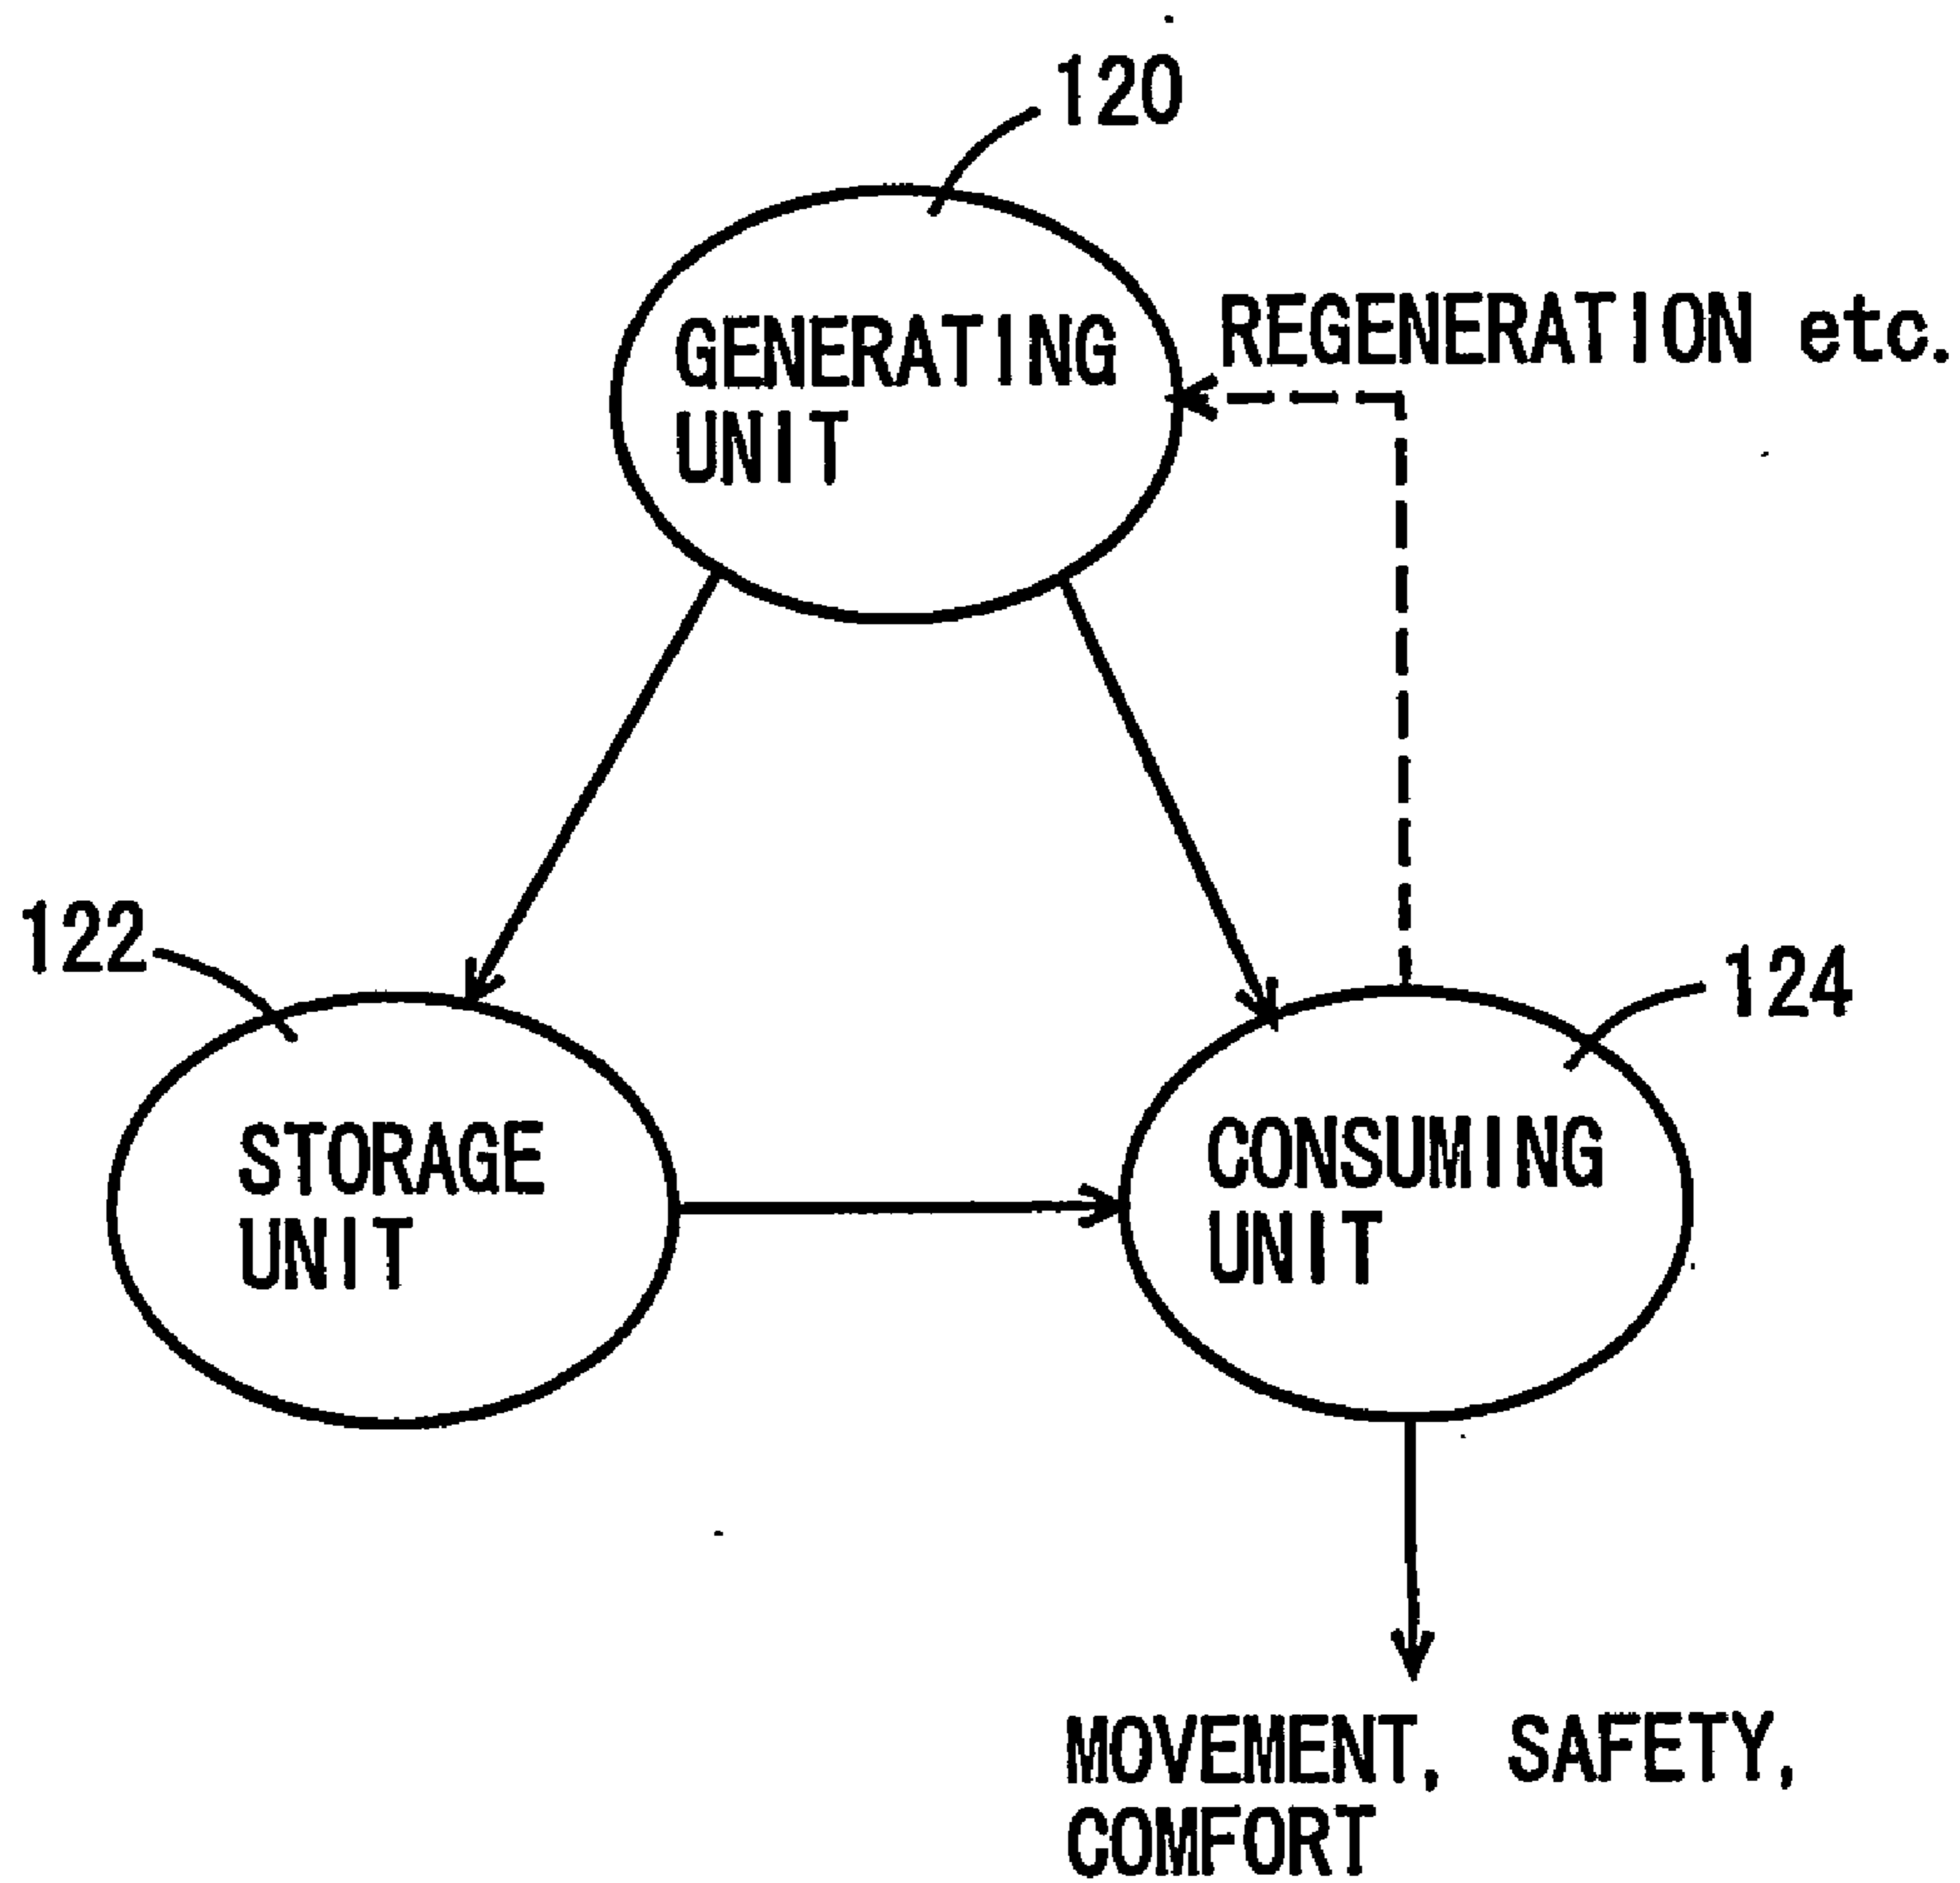 120
GENERATING
UNIT
REGENERATION etc.
122
STORAGE
UNIT
124
CONSUMING
UNIT
MOVEMENT, SAFETY,
COMFORT